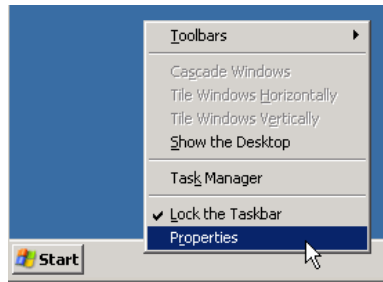 Toolbars
Cascade Windows
Tile Windows Horizontally
Tile Windows Vertically
Show the Desktop
Task Manager
Lock the Taskbar
Properties
Start